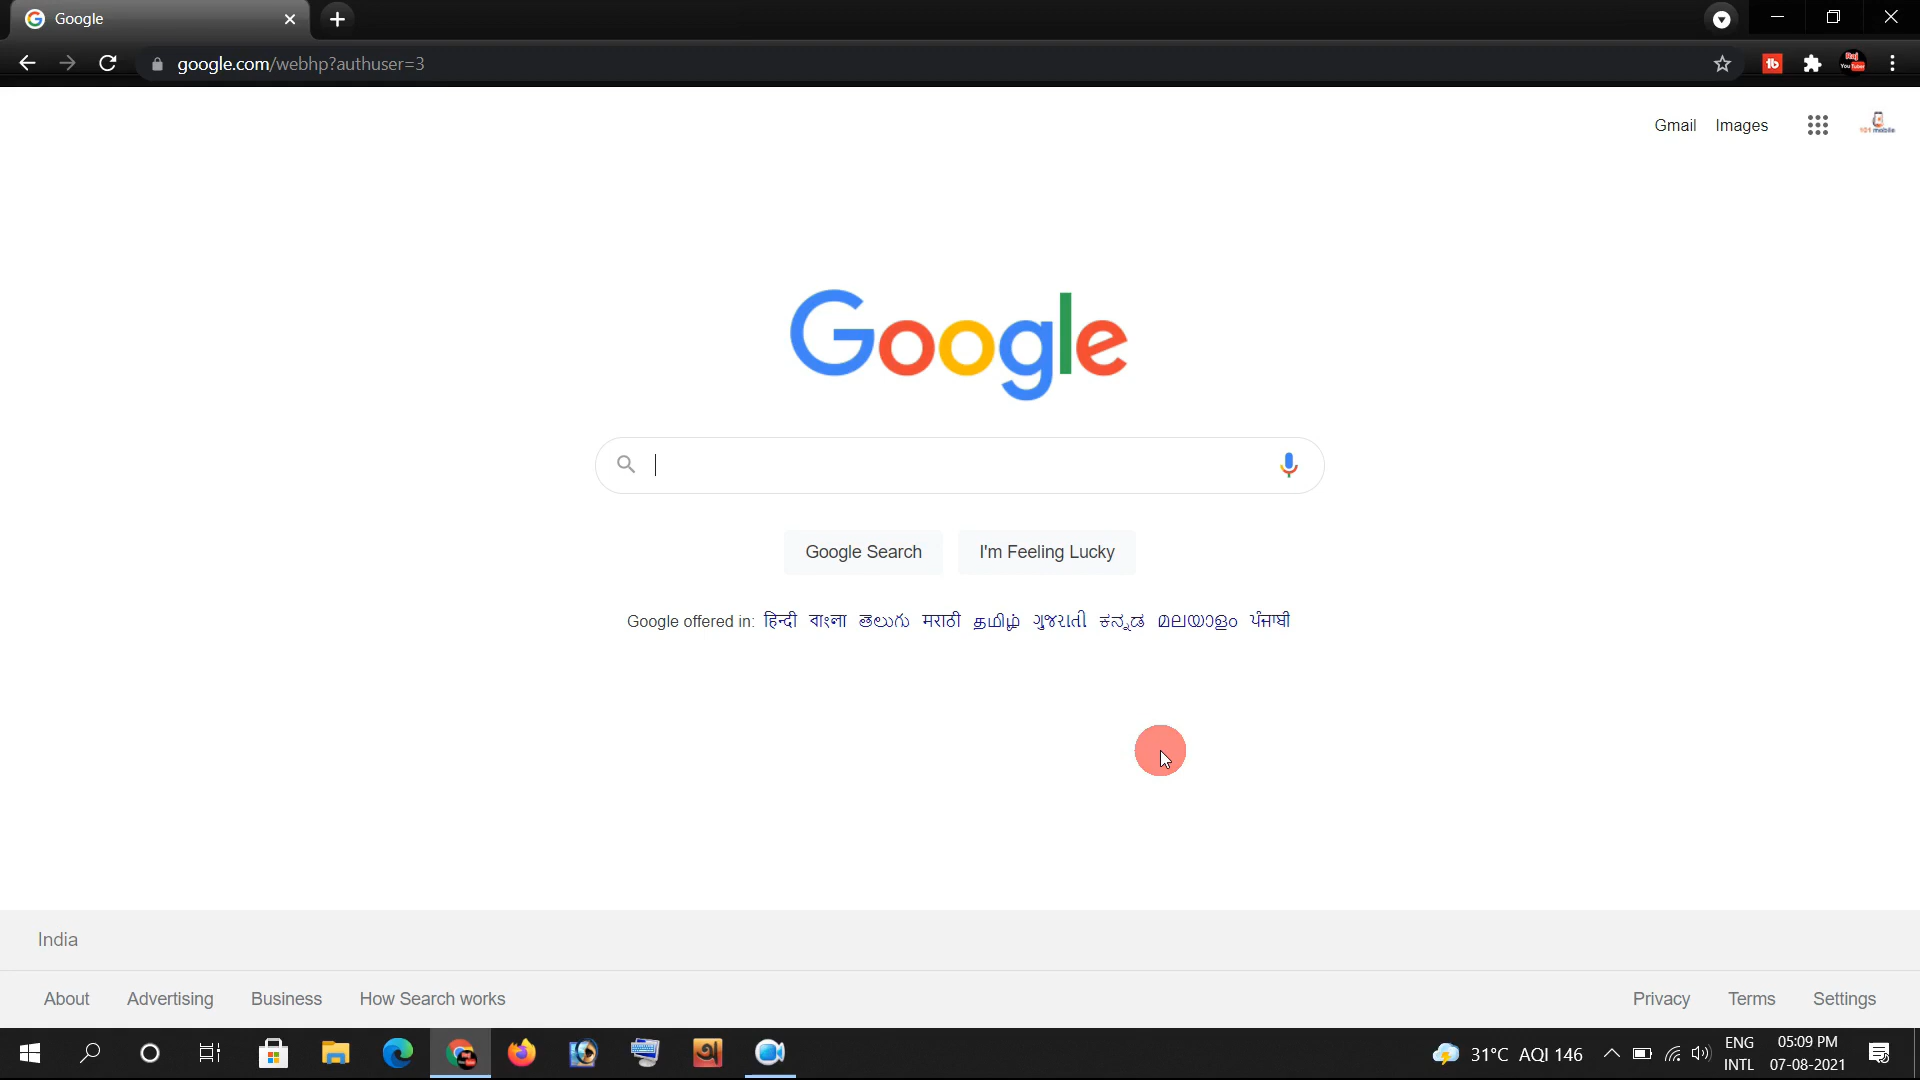 Google
google.com/webhp?authuser=3
Gmail Images
Google
Google Search I'm Feeling Lucky
Google offered in: हिन्दी বাংলা తెలుగు मराठी தமிழ் ગુજરાતી ಕನ್ನಡ മലയാളം ਪੰਜਾਬੀ
India
About Advertising Business How Search works Privacy Terms Settings
31°C AQI 146 ENG 05:09 PM
INTL 07-08-2021